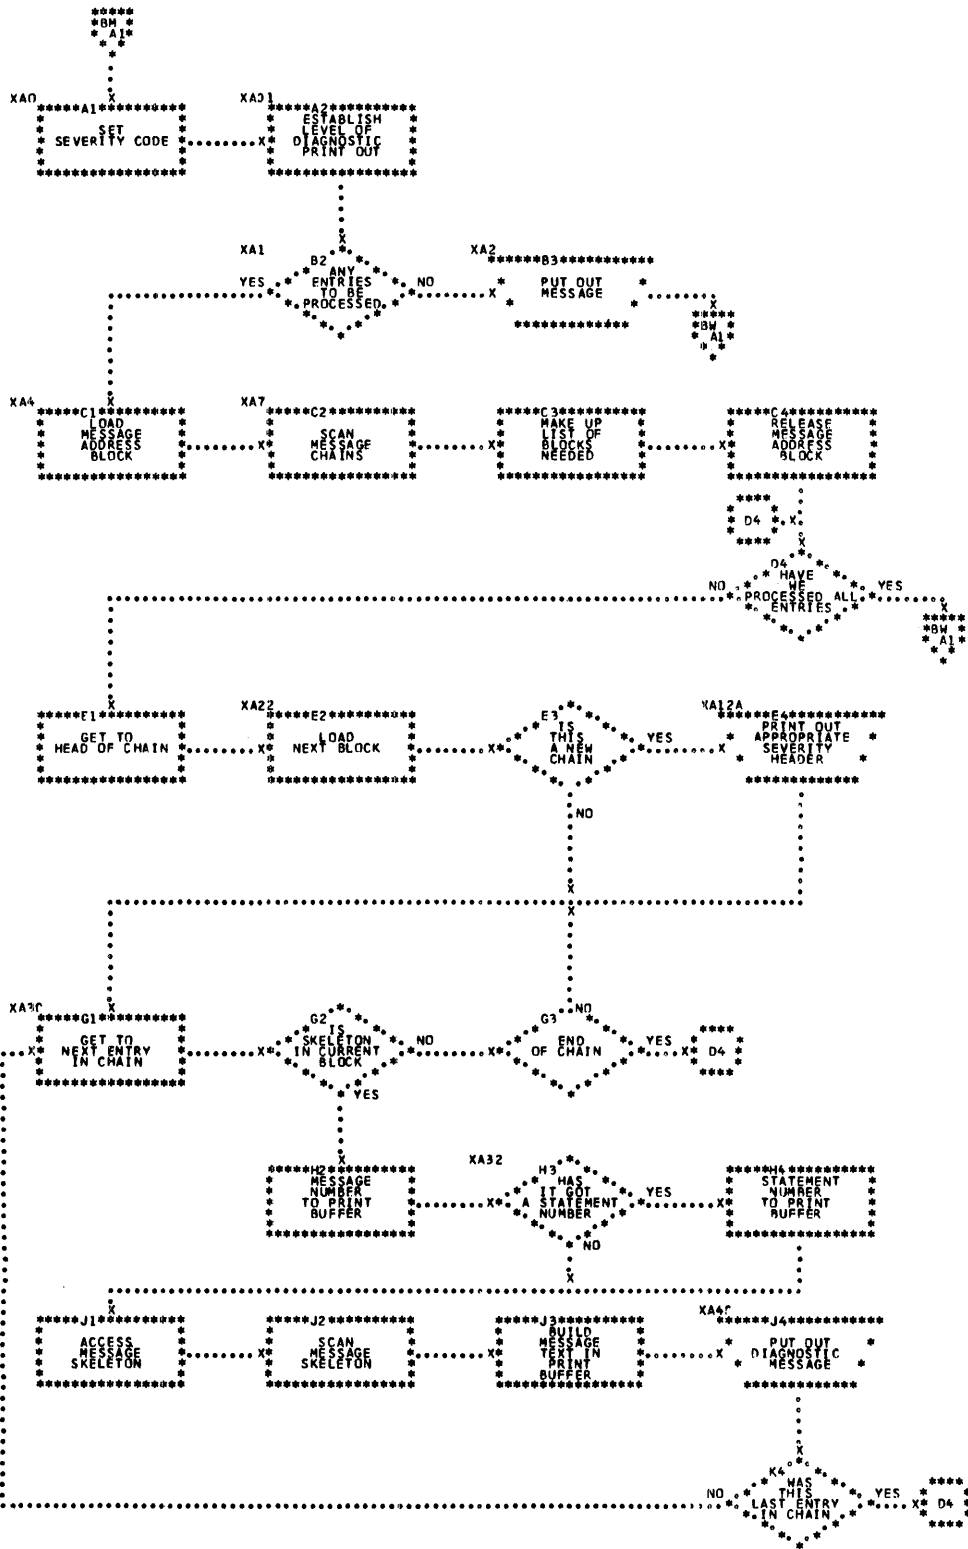 BM
A1
XA0
A1
SET
SEVERITY CODE
A2
ESTABLISH
LEVEL OF
DIAGNOSTIC
PRINT OUT
XA1
B2
ANY
ENTRIES
TO BE
PROCESSED
YES
NO
XA2
B3
PUT OUT
MESSAGE
BW
A1
XA4
C1
LOAD
MESSAGE
ADDRESS
BLOCK
XA7
C2
SCAN
MESSAGE
CHAINS
C3
MAKE UP
LIST OF
BLOCKS
NEEDED
C4
RELEASE
MESSAGE
ADDRESS
BLOCK
D4
D4
HAVE
WE
PROCESSED ALL
ENTRIES
NO
YES
BW
A1
E1
GET TO
HEAD OF CHAIN
XA22
E2
LOAD
NEXT BLOCK
E3
IS
THIS
A NEW
CHAIN
YES
NO
XA12A
E4
PRINT OUT
APPROPRIATE
SEVERITY
HEADER
G1
GET TO
NEXT ENTRY
IN CHAIN
G2
IS
SKELETON
IN CURRENT
BLOCK
NO
YES
G3
NO
END
OF CHAIN
YES
D4
H2
MESSAGE
NUMBER
TO PRINT
BUFFER
XA32
H3
HAS
IT GOT
A STATEMENT
NUMBER
YES
NO
H4
STATEMENT
NUMBER
TO PRINT
BUFFER
J1
ACCESS
MESSAGE
SKELETON
J2
SCAN
MESSAGE
SKELETON
J3
BUILD
MESSAGE
TEXT IN
PRINT
BUFFER
J4
PUT OUT
DIAGNOSTIC
MESSAGE
K4
WAS
THIS
LAST ENTRY
IN CHAIN
NO
YES
D4